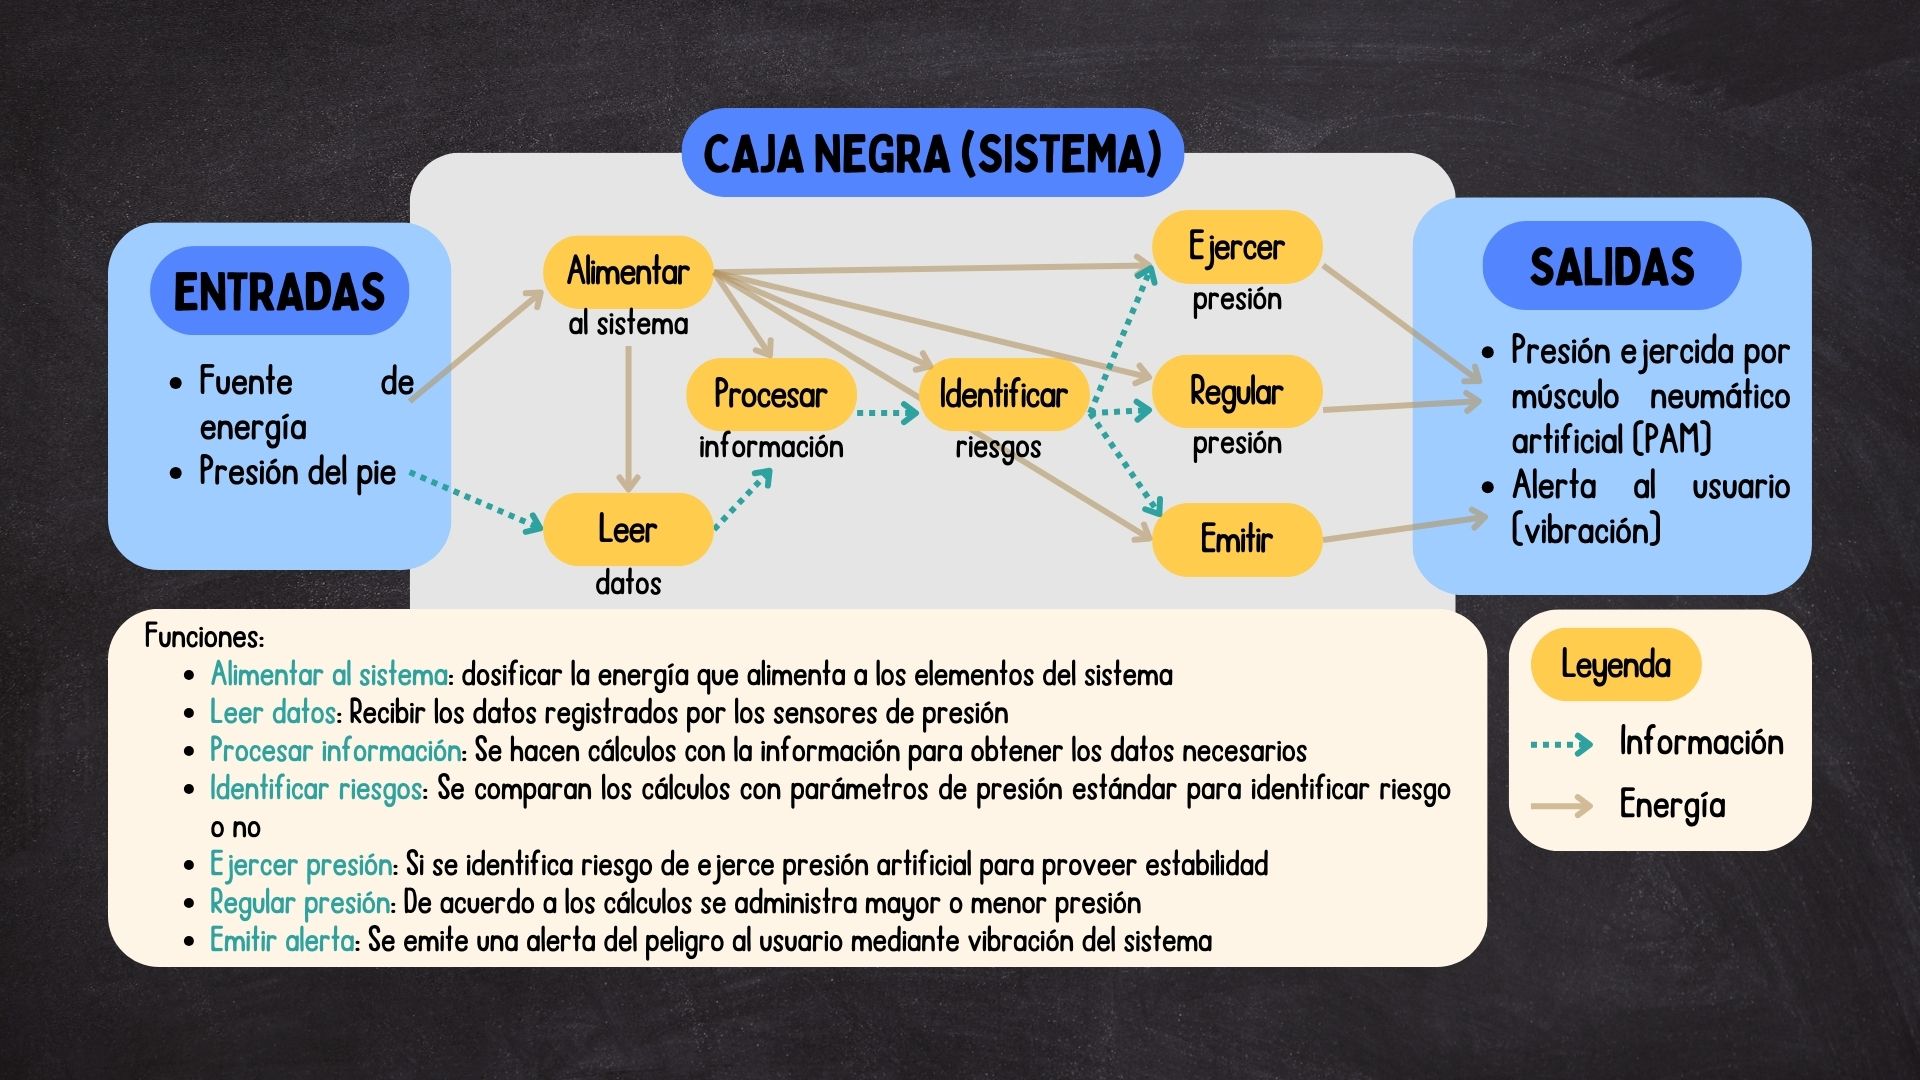 CAJA NEGRA (SISTEMA)
ENTRADAS
Fuente de
energía
Presión del pie
Alimentar
al sistema
Leer
datos
Procesar
información
Identificar
riesgos
Ejercer
presión
Regular
presión
Emitir
SALIDAS
Presión ejercida por
músculo neumático
artificial (PAM)
Alerta al usuario
(vibración)
Funciones:
Alimentar al sistema: dosificar la energía que alimenta a los elementos del sistema
Leer datos: Recibir los datos registrados por los sensores de presión
Procesar información: Se hacen cálculos con la información para obtener los datos necesarios
Identificar riesgos: Se comparan los cálculos con parámetros de presión estándar para identificar riesgo
o no
Ejercer presión: Si se identifica riesgo de ejerce presión artificial para proveer estabilidad
Regular presión: De acuerdo a los cálculos se administra mayor o menor presión
Emitir alerta: Se emite una alerta del peligro al usuario mediante vibración del sistema
Leyenda
Información
Energía